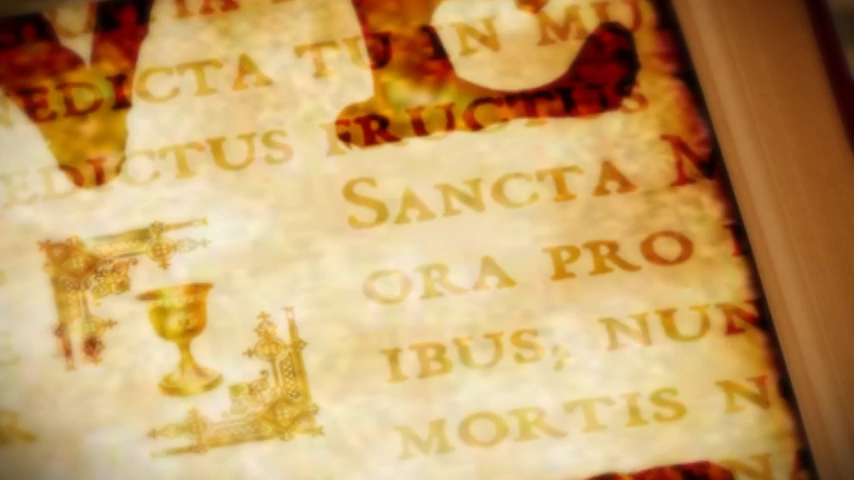 EDICTA TU IN MU
EDICTUS FRUCTUS
SANCTA M
ORA PRO
IBUS, NUN
MORTIS N